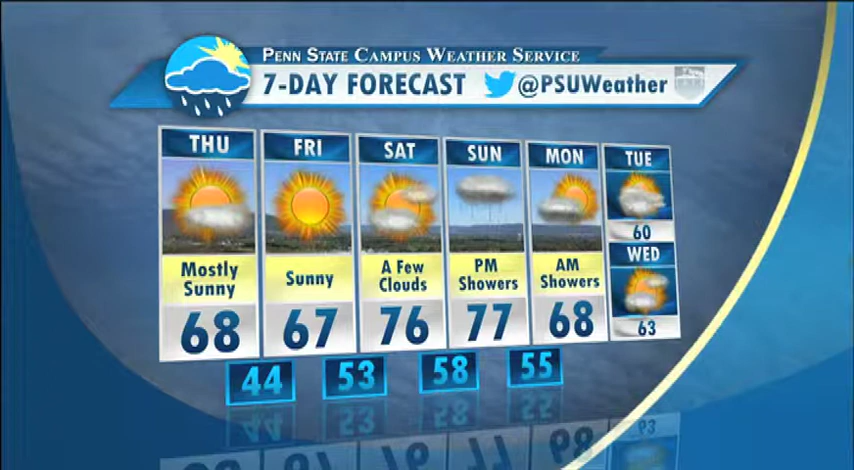 PENN STATE CAMPUS WEATHER SERVICE
7-DAY FORECAST @PSUWeather
THU FRI SAT SUN MON TUE
60
WED
Mostly Sunny
Sunny
A Few Clouds
PM Showers
AM Showers
68 67 76 77 68 63
44 53 58 55